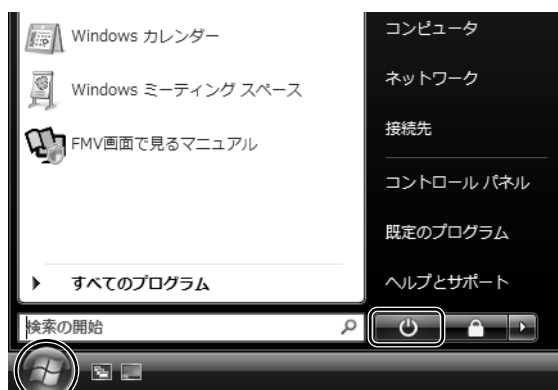 Windows カレンダー
Windows ミーティング スペース
FMV画面で見るマニュアル
すべてのプログラム
検索の開始
コンピュータ
ネットワーク
接続先
コントロール パネル
既定のプログラム
ヘルプとサポート